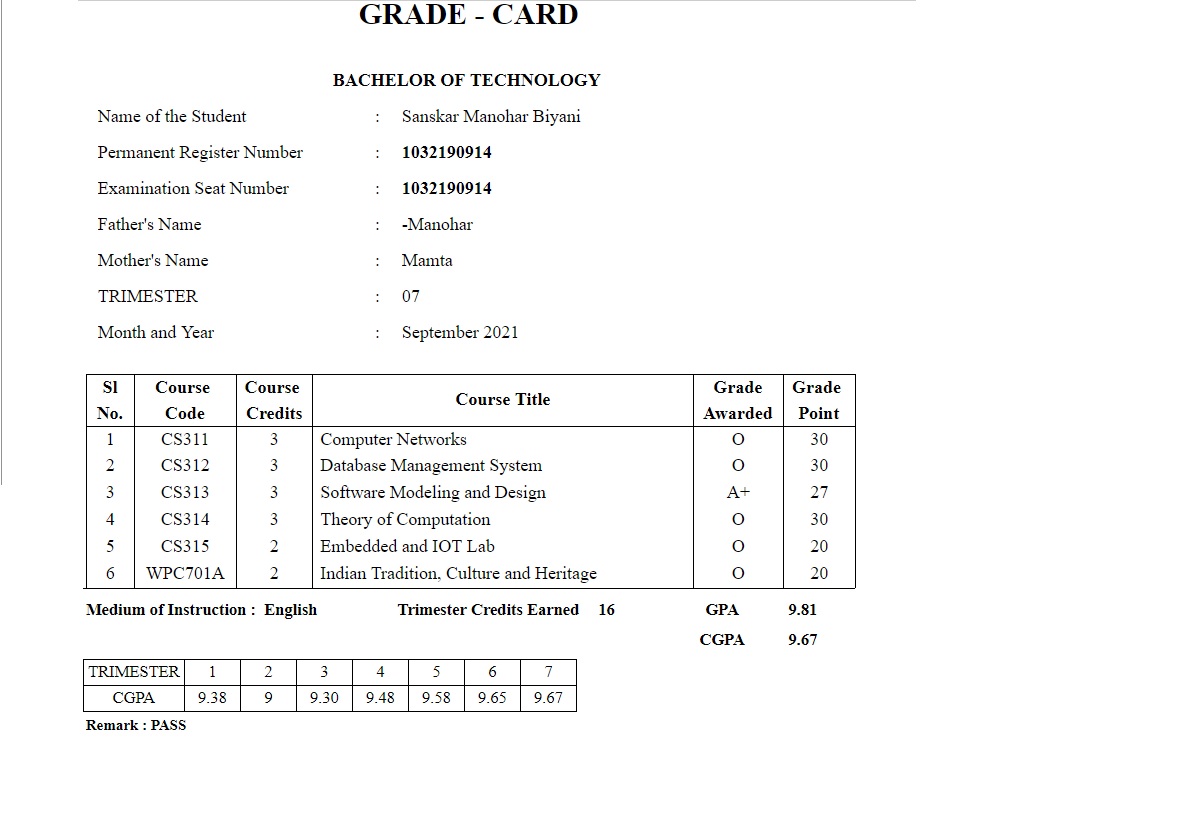 GRADE - CARD
BACHELOR OF TECHNOLOGY
Name of the Student : Sanskar Manohar Biyani
Permanent Register Number : 1032190914
Examination Seat Number : 1032190914
Father's Name : -Manohar
Mother's Name : Mamta
TRIMESTER : 07
Month and Year : September 2021
Sl No. Course Code Course Credits Course Title Grade Awarded Grade Point
1 CS311 3 Computer Networks O 30
2 CS312 3 Database Management System O 30
3 CS313 3 Software Modeling and Design A+ 27
4 CS314 3 Theory of Computation O 30
5 CS315 2 Embedded and IOT Lab O 20
6 WPC701A 2 Indian Tradition, Culture and Heritage O 20
Medium of Instruction : English Trimester Credits Earned 16 GPA 9.81
CGPA 9.67
TRIMESTER 1 2 3 4 5 6 7
CGPA 9.38 9 9.30 9.48 9.58 9.65 9.67
Remark : PASS